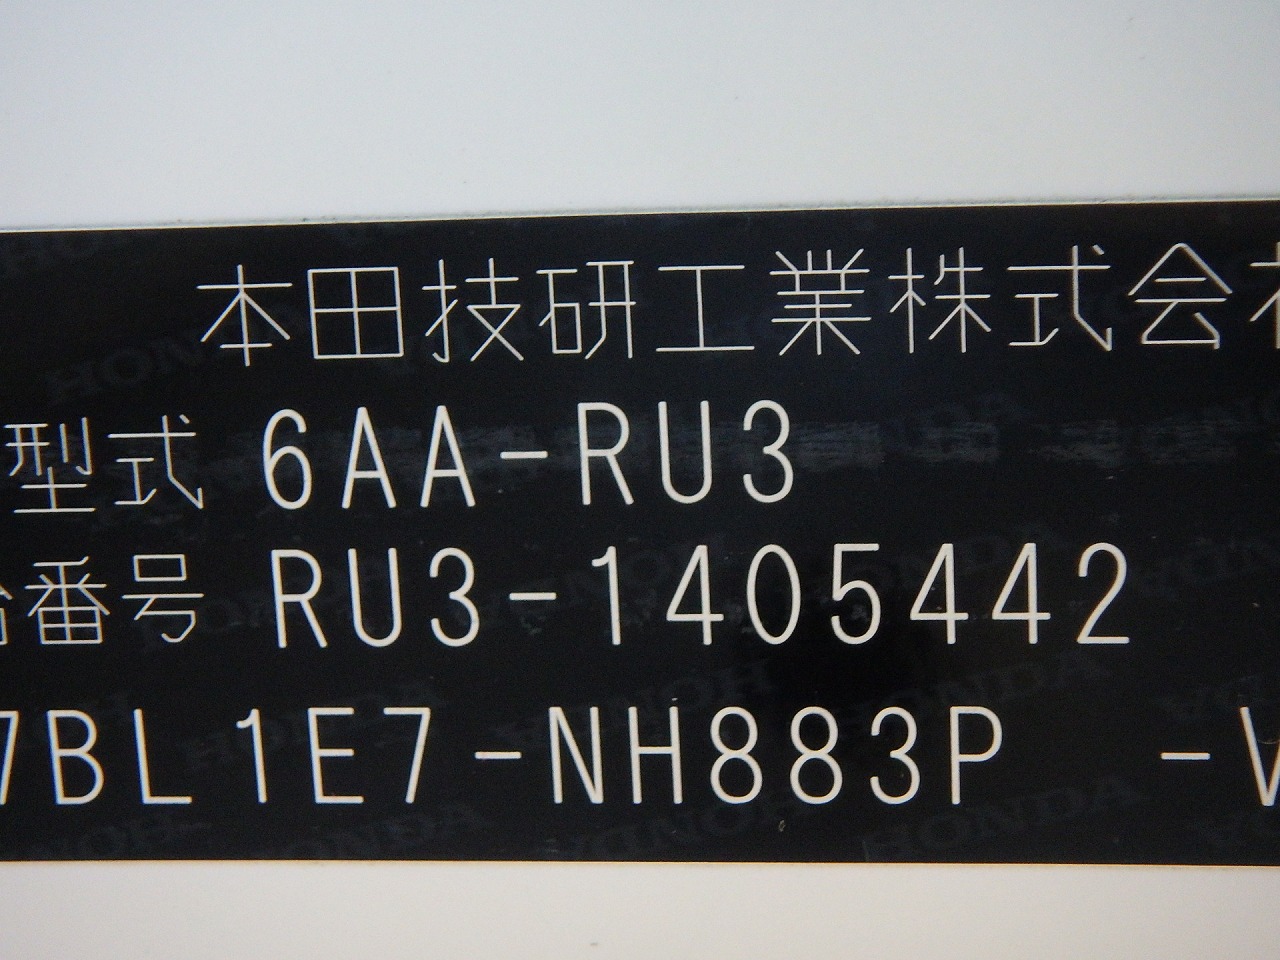 本田技研工業株式会
型式 6AA-RU3
番号 RU3-1405442
7BL1E7-NH883P -V